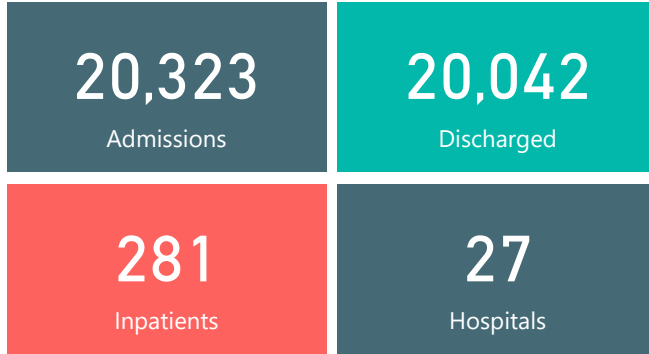 20,323
Admissions
20,042
Discharged
281
Inpatients
27
Hospitals